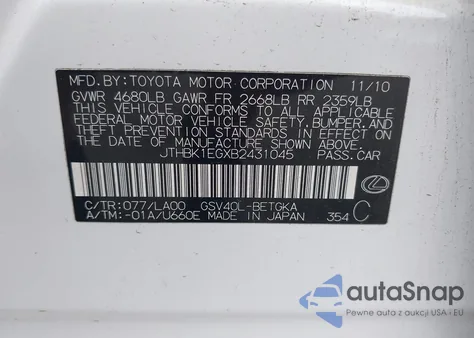 MFD. BY: TOYOTA MOTOR CORPORATION 11/10
GVWR 4680LB GAWR FR 2668LB RR 2359LB
THIS VEHICLE CONFORMS TO ALL APPLICABLE
FEDERAL MOTOR VEHICLE SAFETY, BUMPER, AND
THEFT PREVENTION STANDARDS IN EFFECT ON
THE DATE OF MANUFACTURE SHOWN ABOVE.
JTHBK1EGXB2431045 PASS.CAR
C/TR: 077/LA00 GSV40L-BETGKA
A/TM: -01A/U660E MADE IN JAPAN 354 C
autaSnap
Pewne auto z aukcji USA i EU